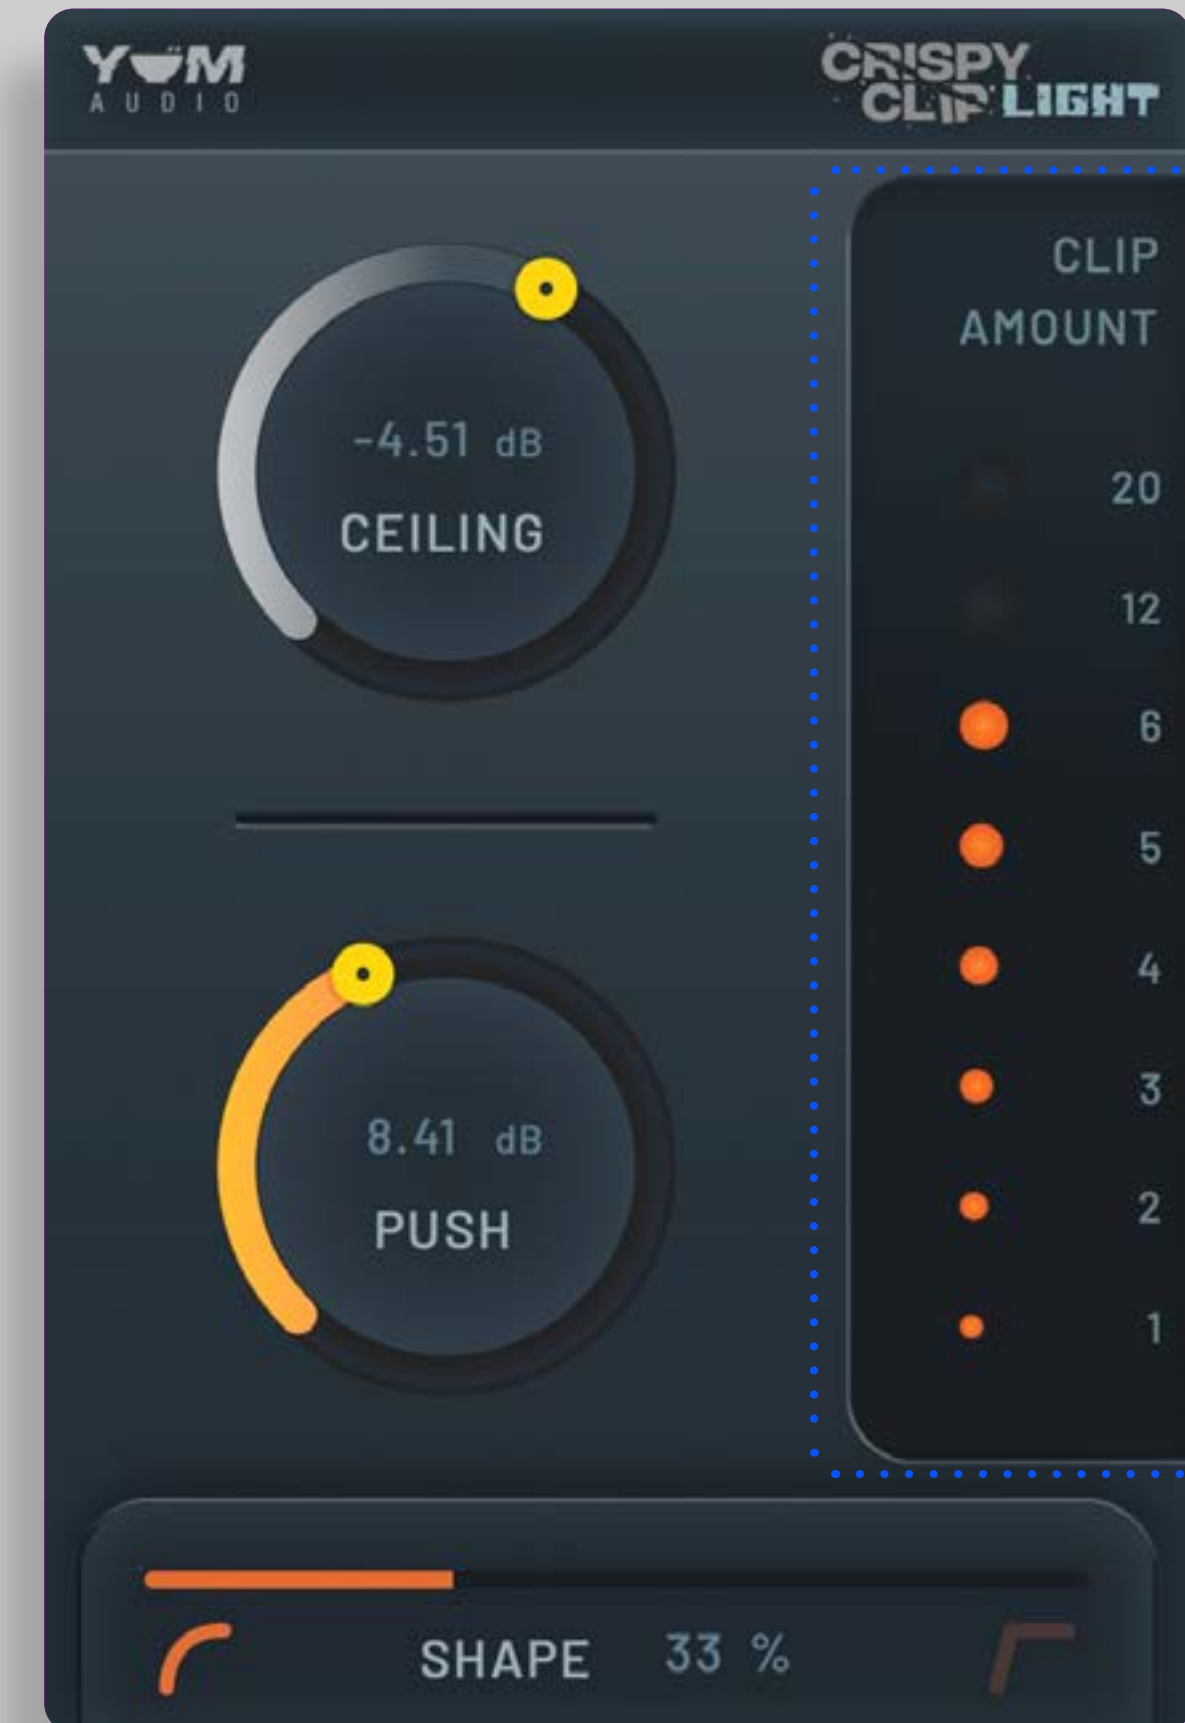 YUM
AUDIO
CRISPY
CLIP LIGHT
-4.51 dB
CEILING
8.41 dB
PUSH
CLIP
AMOUNT
20
12
6
5
4
3
2
1
SHAPE 33 %